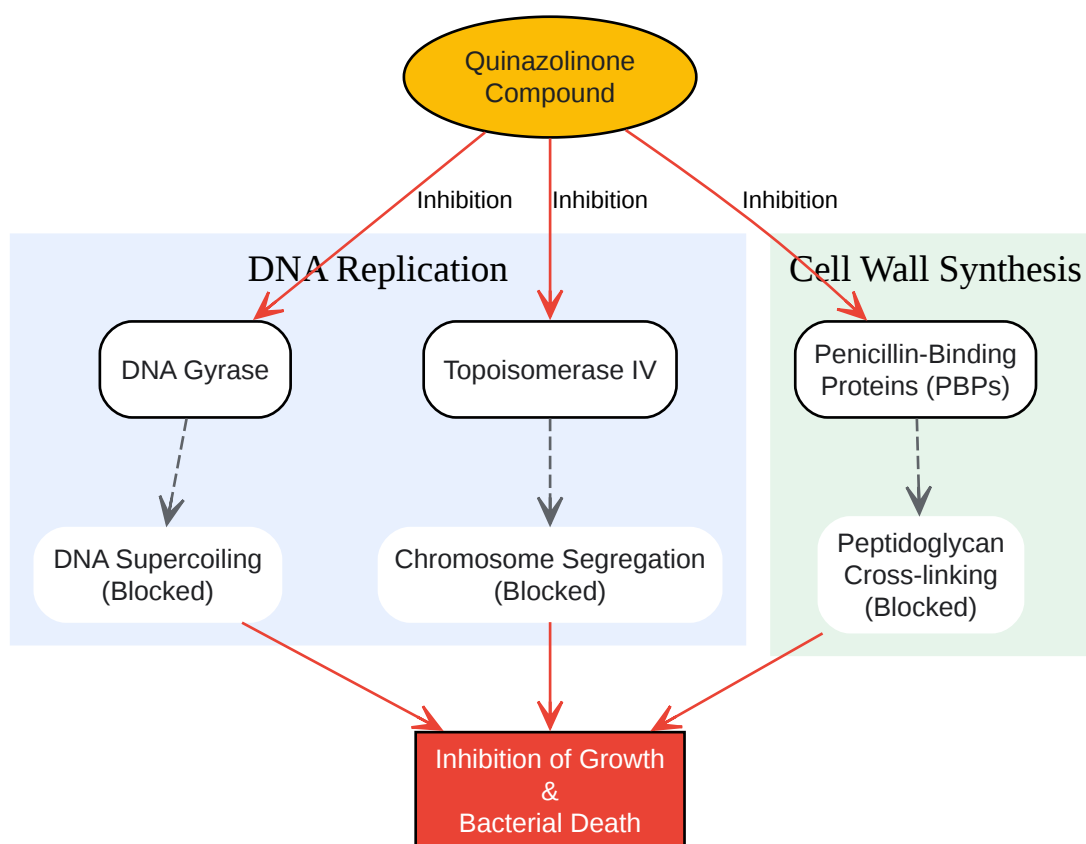 Quinazolinone
Compound
Inhibition
Inhibition
Inhibition
DNA Replication
Cell Wall Synthesis
DNA Gyrase
Topoisomerase IV
Penicillin-Binding
Proteins (PBPs)
DNA Supercoiling
(Blocked)
Chromosome Segregation
(Blocked)
Peptidoglycan
Cross-linking
(Blocked)
Inhibition of Growth
&
Bacterial Death